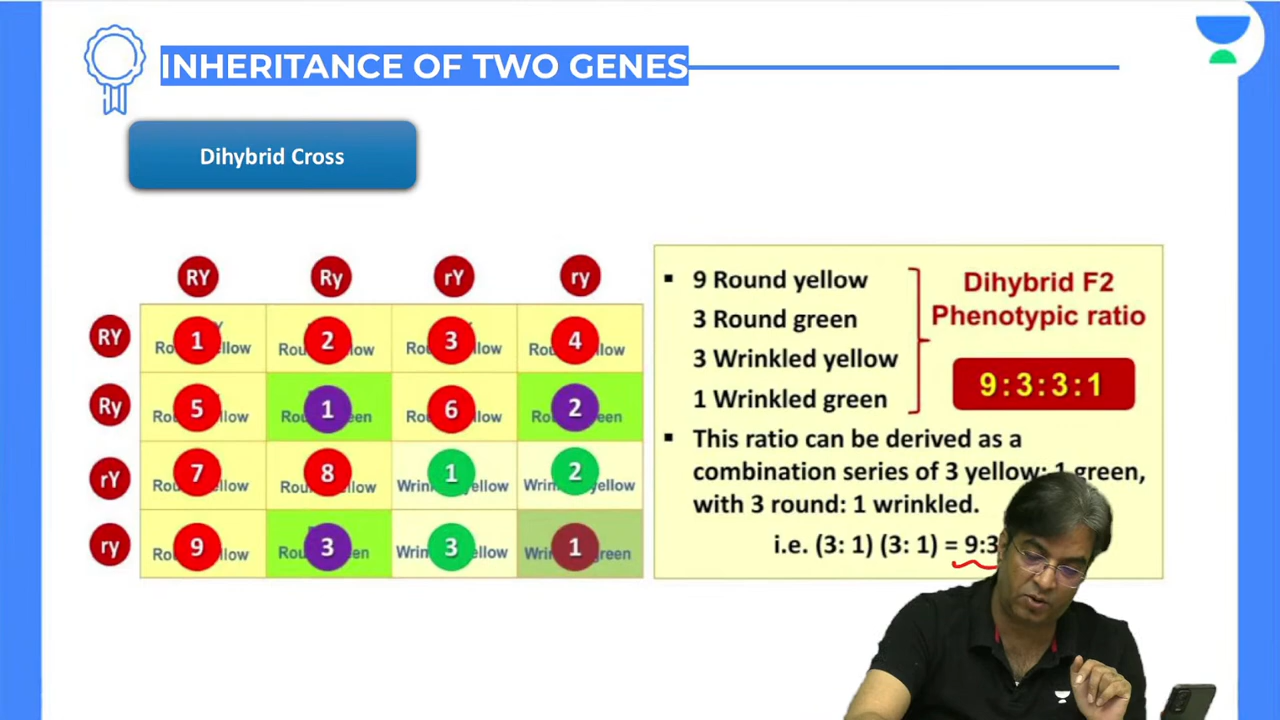 INHERITANCE OF TWO GENES
Dihybrid Cross
RY Ry rY ry
RY 1 2 3 4
Ry 5 1 6 2
rY 7 8 1 2
ry 9 3 3 1
▪ 9 Round yellow
3 Round green
3 Wrinkled yellow
1 Wrinkled green
Dihybrid F2
Phenotypic ratio
9:3:3:1
▪ This ratio can be derived as a
combination series of 3 yellow: 1 green,
with 3 round: 1 wrinkled.
i.e. (3: 1) (3: 1) = 9:3